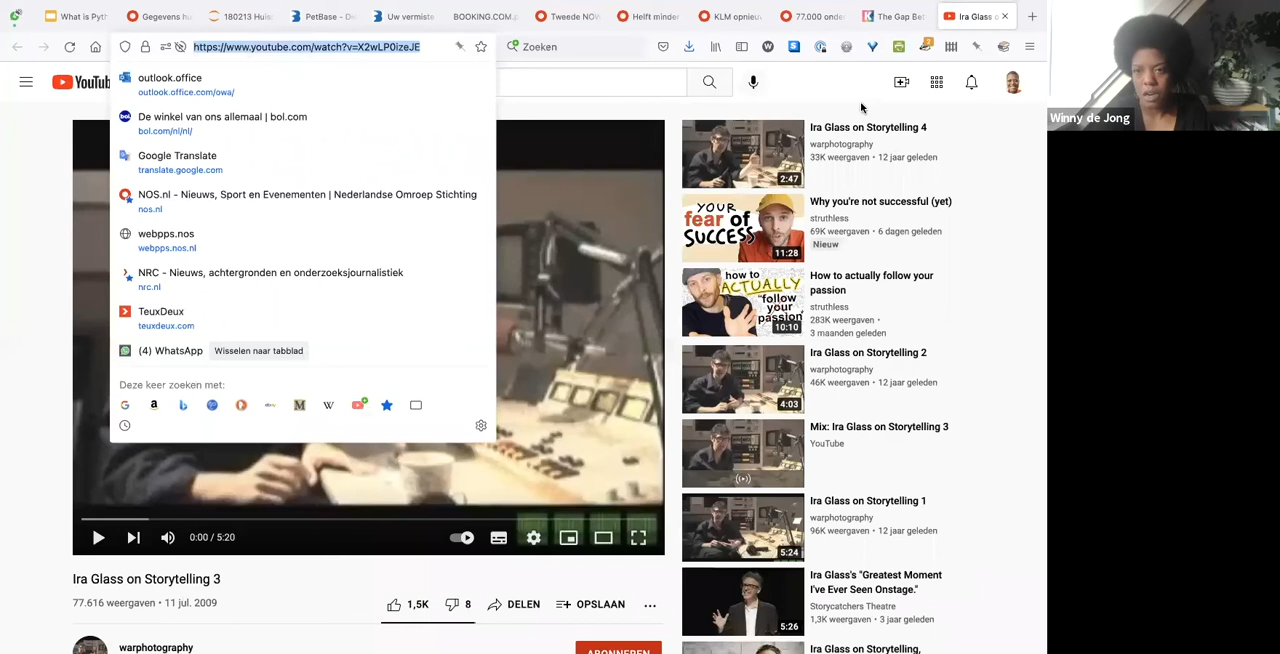 What is Pyth
Gegevens hu
180213 Huis
PetBase - De
Uw vermiste
BOOKING.COM.p
Tweede NOW
Helft minder
KLM opnieu
77.000 onder
The Gap Bet
Ira Glass o
https://www.youtube.com/watch?v=X2wLP0izeJE
Zoeken
outlook.office
outlook.office.com/owa/
De winkel van ons allemaal | bol.com
bol.com/nl/nl/
Google Translate
translate.google.com
NOS.nl - Nieuws, Sport en Evenementen | Nederlandse Omroep Stichting
nos.nl
webpps.nos
webpps.nos.nl
NRC - Nieuws, achtergronden en onderzoeksjournalistiek
nrc.nl
TeuxDeux
teuxdeux.com
(4) WhatsApp Wisselen naar tabblad
Deze keer zoeken met:
YouTub
0:00 / 5:20
Ira Glass on Storytelling 3
77.616 weergaven • 11 jul. 2009
1,5K 8 DELEN OPSLAAN
warphotography
ABONNEREN
Ira Glass on Storytelling 4
warphotography
33K weergaven • 12 jaar geleden
2:47
YOUR fear of SUCCESS
11:28
Why you're not successful (yet)
struthless
69K weergaven • 6 dagen geleden
Nieuw
how to ACTUALLY "follow your passion"
10:10
How to actually follow your
passion
struthless
283K weergaven •
3 maanden geleden
Ira Glass on Storytelling 2
warphotography
46K weergaven • 12 jaar geleden
4:03
Mix: Ira Glass on Storytelling 3
YouTube
Ira Glass on Storytelling 1
warphotography
96K weergaven • 12 jaar geleden
5:24
Ira Glass's "Greatest Moment
I've Ever Seen Onstage."
Storycatchers Theatre
1,3K weergaven • 3 jaar geleden
5:26
Ira Glass on Storytelling,
Winny de Jong